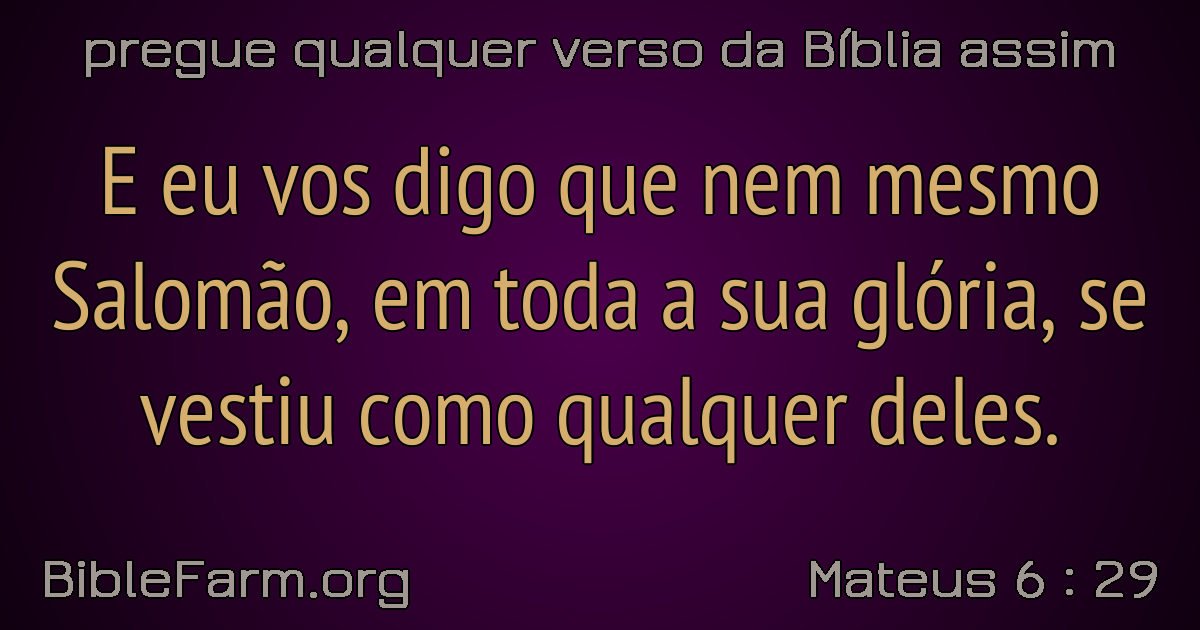 pregue qualquer verso da Bíblia assim
E eu vos digo que nem mesmo
Salomão, em toda a sua glória, se
vestiu como qualquer deles.
BibleFarm.org
Mateus 6 : 29